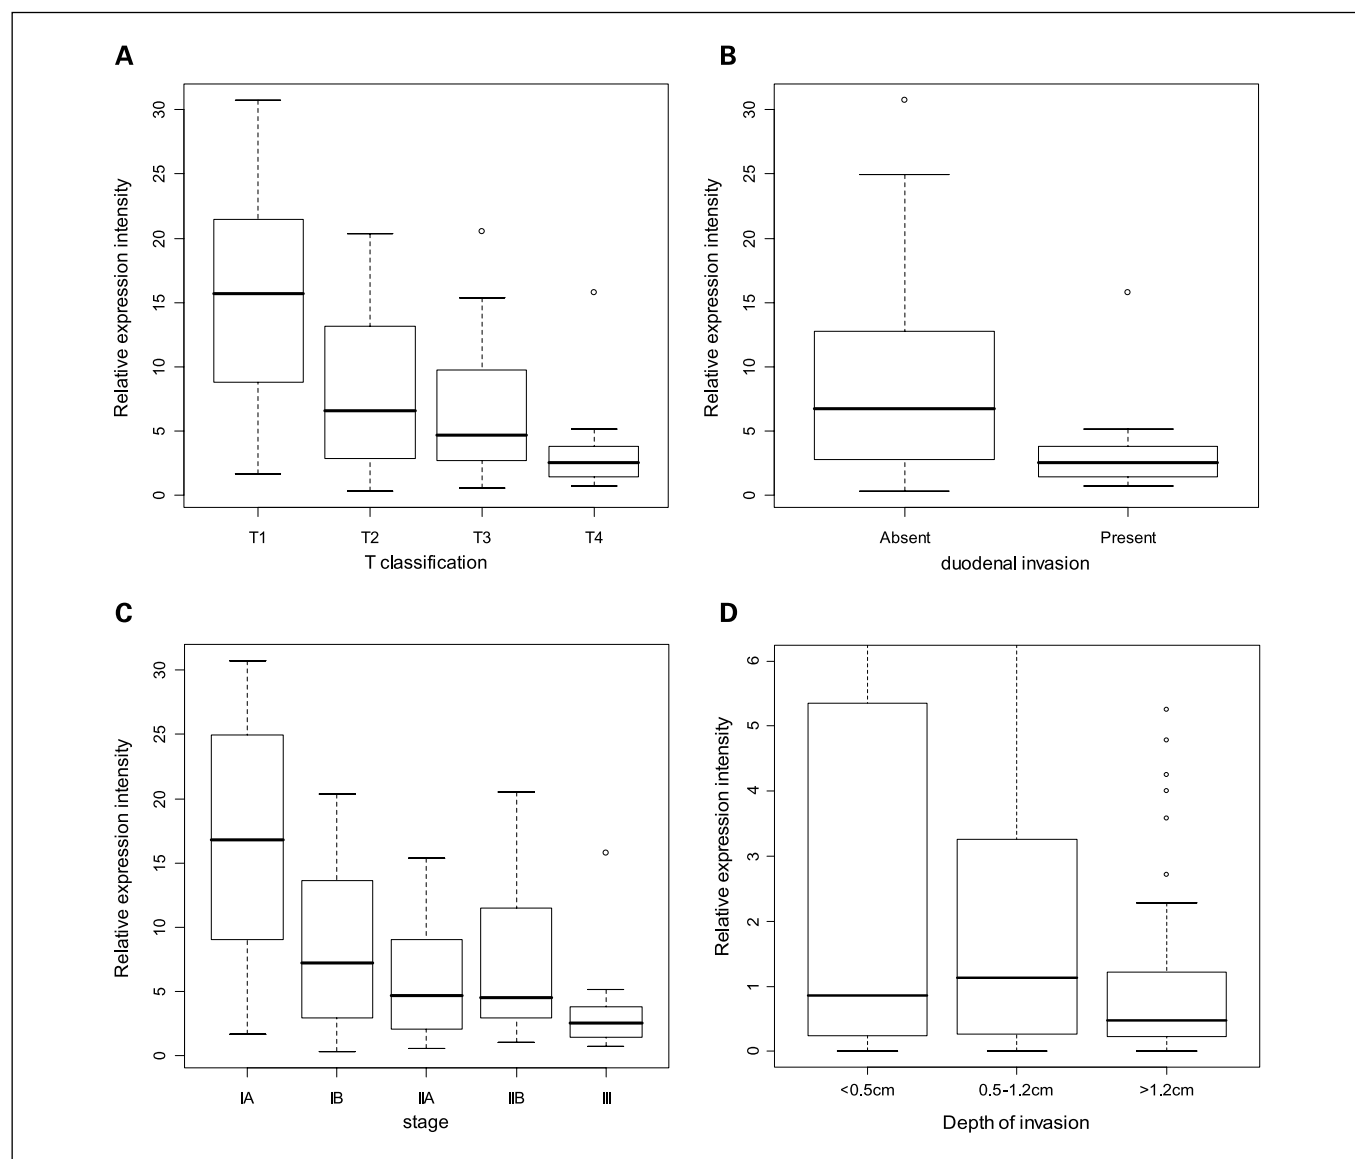 A
Relative expression intensity
30
25
20
15
10
5
0
T1 T2 T3 T4
T classification
B
Relative expression intensity
30
25
20
15
10
5
0
Absent Present
duodenal invasion
C
Relative expression intensity
30
25
20
15
10
5
0
IA IB IIA IIB III
stage
D
Relative expression intensity
6
5
4
3
2
1
0
<0.5cm 0.5-1.2cm >1.2cm
Depth of invasion